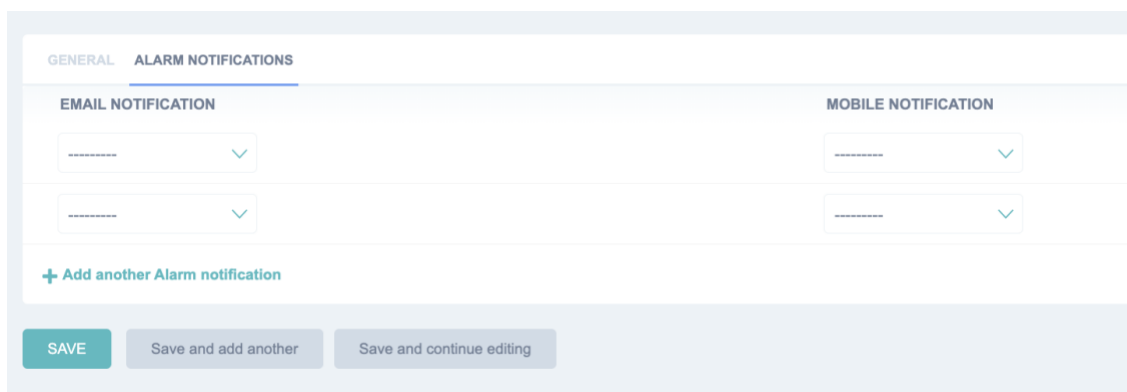 GENERAL ALARM NOTIFICATIONS
EMAIL NOTIFICATION MOBILE NOTIFICATION
--------- ---------
--------- ---------
+ Add another Alarm notification
SAVE Save and add another Save and continue editing